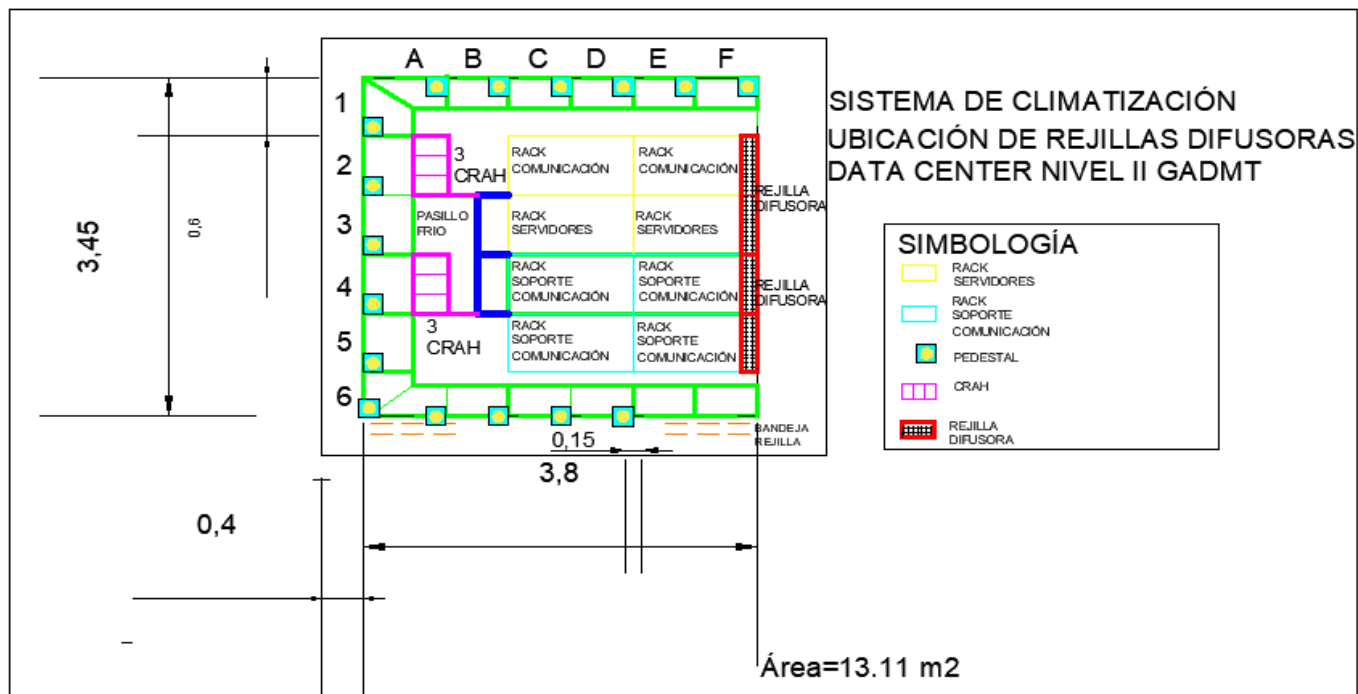 A B C D E F
SISTEMA DE CLIMATIZACIÓN
UBICACIÓN DE REJILLAS DIFUSORAS
DATA CENTER NIVEL II GADMT
1
2
3
4
5
6
3,45
0,6
3
CRAH
RACK
COMUNICACIÓN
RACK
COMUNICACIÓN
REJILLA
DIFUSORA
PASILLO
FRIO
RACK
SERVIDORES
RACK
SERVIDORES
RACK
SOPORTE
COMUNICACIÓN
RACK
SOPORTE
COMUNICACIÓN
REJILLA
DIFUSORA
3
CRAH
RACK
SOPORTE
COMUNICACIÓN
RACK
SOPORTE
COMUNICACIÓN
BANDEJA
REJILLA
0,15
3,8
0,4
SIMBOLOGÍA
RACK
SERVIDORES
RACK
SOPORTE
COMUNICACIÓN
PEDESTAL
CRAH
REJILLA
DIFUSORA
Área=13.11 m2